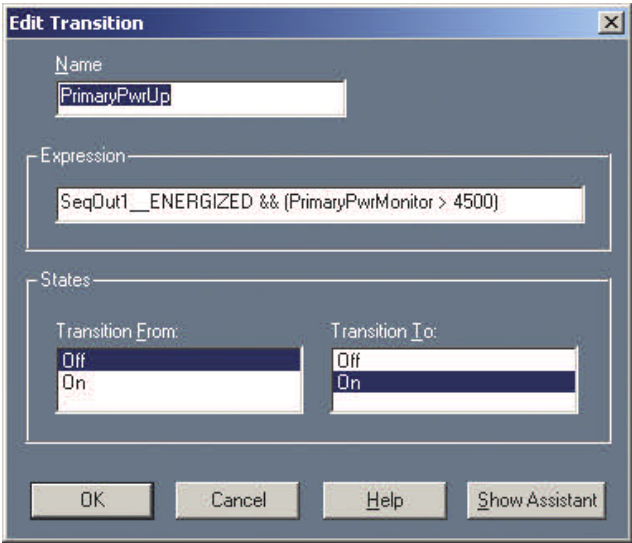 Edit Transition
Name
PrimaryPwrUp
Expression
SeqOut1__ENERGIZED && (PrimaryPwrMonitor > 4500)
States
Transition From:
Transition To:
Off
On
Off
On
OK
Cancel
Help
Show Assistant